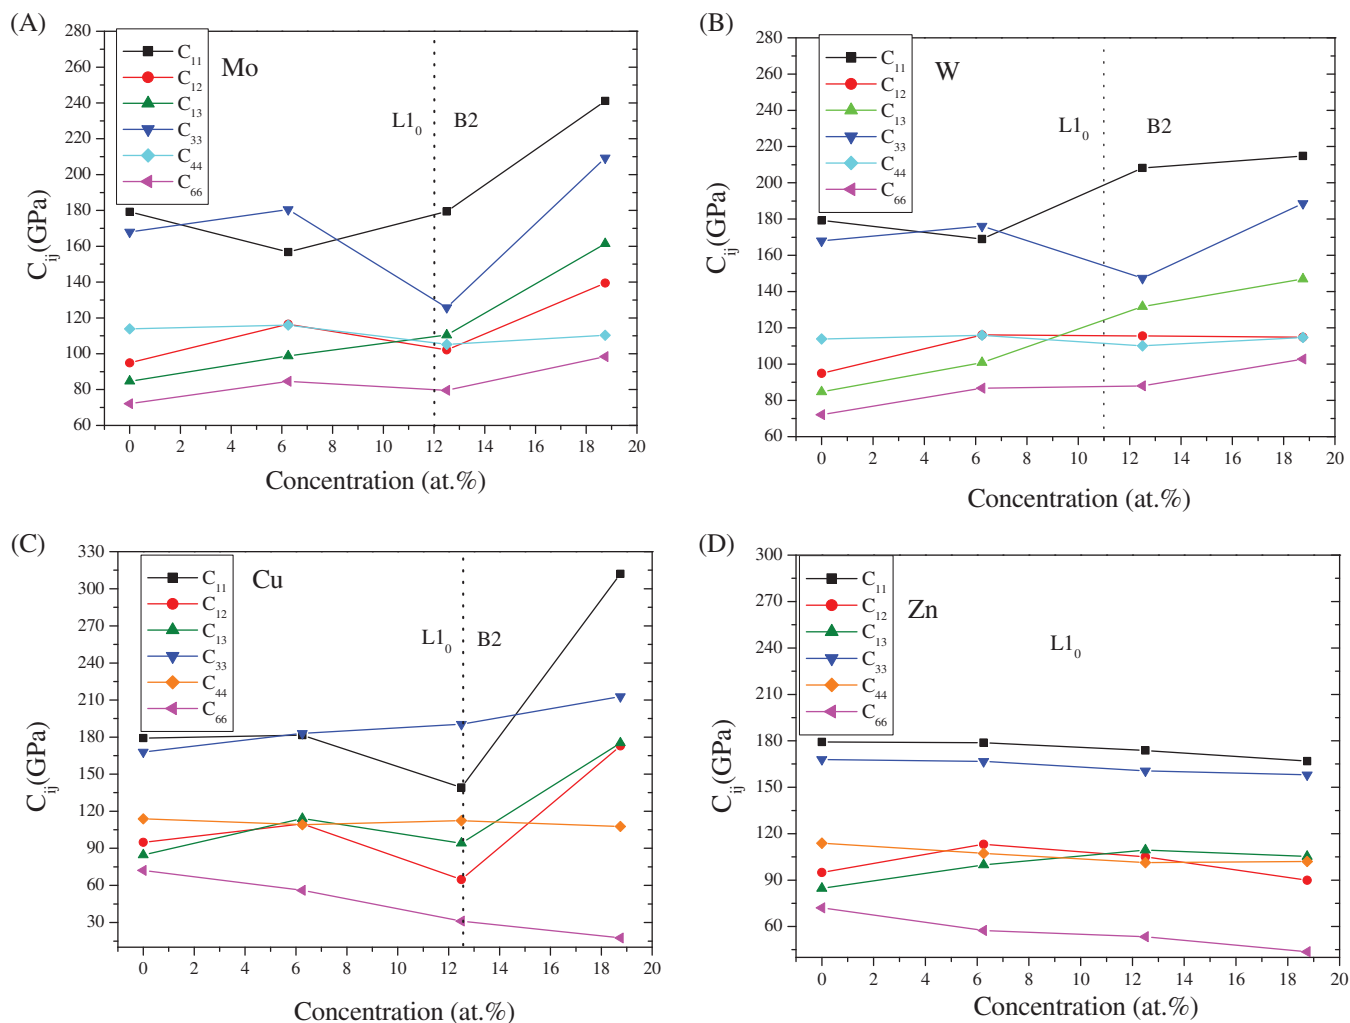 (A)
280
260
240
220
200
180
160
140
120
100
80
60
C11
C12
C13
C33
C44
C66
Mo
L10
B2
Cij(GPa)
0 2 4 6 8 10 12 14 16 18 20
Concentration (at.%)
(B)
280
260
240
220
200
180
160
140
120
100
80
60
C11
C12
C13
C33
C44
C66
W
L10
B2
Cij(GPa)
0 2 4 6 8 10 12 14 16 18 20
Concentration (at.%)
(C)
330
300
270
240
210
180
150
120
90
60
30
C11
C12
C13
C33
C44
C66
Cu
L10
B2
Cij(GPa)
0 2 4 6 8 10 12 14 16 18 20
Concentration (at.%)
(D)
300
270
240
210
180
150
120
90
60
C11
C12
C13
C33
C44
C66
Zn
L10
Cij(GPa)
0 2 4 6 8 10 12 14 16 18 20
Concentration (at.%)